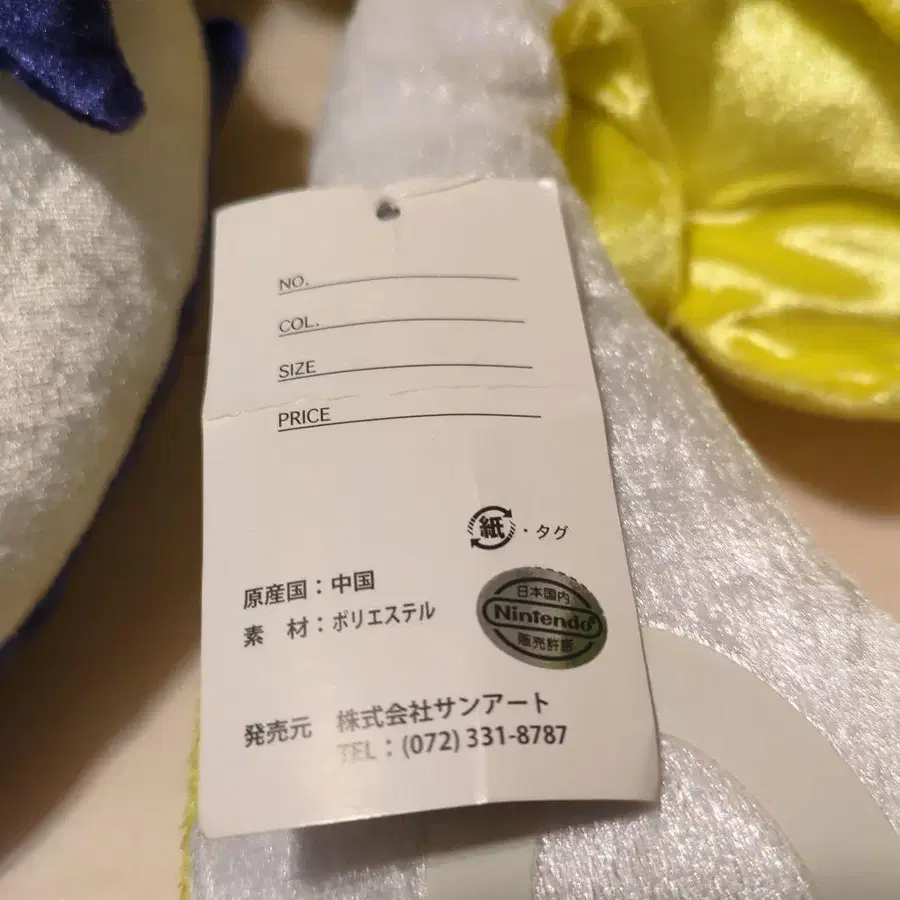 NO.
COL.
SIZE
PRICE
紙・タグ
原産国：中国
素 材：ポリエステル
日本国内
Nintendo
販売許諾
発売元 株式会社サンアート
TEL：(072) 331-8787